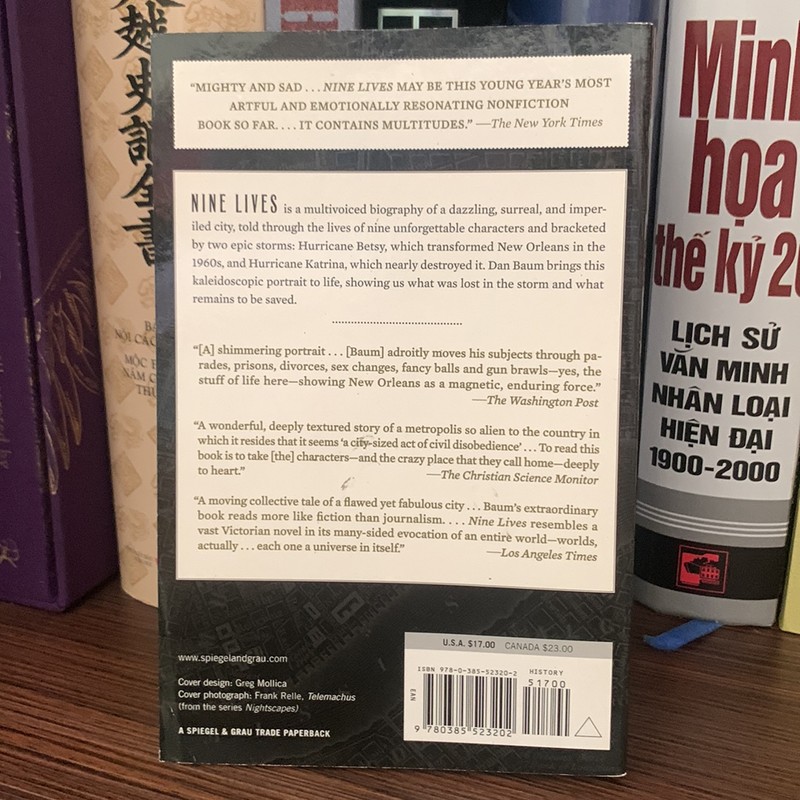 越史記全書
NỘI CÁC
"MIGHTY AND SAD . . . NINE LIVES MAY BE THIS YOUNG YEAR'S MOST
ARTFUL AND EMOTIONALLY RESONATING NONFICTION
BOOK SO FAR. . . . IT CONTAINS MULTITUDES." —The New York Times
NINE LIVES is a multivoiced biography of a dazzling, surreal, and imper-
iled city, told through the lives of nine unforgettable characters and bracketed
by two epic storms: Hurricane Betsy, which transformed New Orleans in the
1960s, and Hurricane Katrina, which nearly destroyed it. Dan Baum brings this
kaleidoscopic portrait to life, showing us what was lost in the storm and what
remains to be saved.
"[A] shimmering portrait . . . [Baum] adroitly moves his subjects through pa-
rades, prisons, divorces, sex changes, fancy balls and gun brawls—yes, the
stuff of life here—showing New Orleans as a magnetic, enduring force."
—The Washington Post
"A wonderful, deeply textured story of a metropolis so alien to the country in
which it resides that it seems 'a city-sized act of civil disobedience' . . . To read this
book is to take [the] characters—and the crazy place that they call home—deeply
to heart." —The Christian Science Monitor
"A moving collective tale of a flawed yet fabulous city . . . Baum's extraordinary
book reads more like fiction than journalism. . . . Nine Lives resembles a
vast Victorian novel in its many-sided evocation of an entire world—worlds,
actually . . . each one a universe in itself." —Los Angeles Times
www.spiegelandgrau.com
Cover design: Greg Mollica
Cover photograph: Frank Relle, Telemachus
(from the series Nightscapes)
A SPIEGEL & GRAU TRADE PAPERBACK
U.S.A. $17.00 CANADA $23.00
ISBN 978-0-385-52320-2 HISTORY
51700
EAN
9 780385 523202
Minh
họa
thế kỷ 20
LỊCH SỬ
VĂN MINH
NHÂN LOẠI
HIỆN ĐẠI
1900-2000